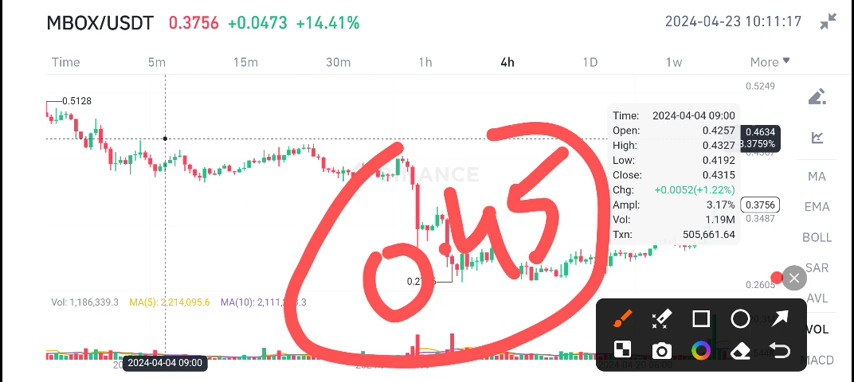 MBOX/USDT 0.3756 +0.0473 +14.41% 2024-04-23 10:11:17
Time 5m 15m 30m 1h 4h 1D 1w More
0.5249
0.5128
Time: 2024-04-04 09:00
Open: 0.4257
High: 0.4327
Low: 0.4192
Close: 0.4315
Chg: +0.0052(+1.22%)
Ampl: 3.17%
Vol: 1.19M
Txn: 505,661.64
0.4634
3.3759%
0.3756
0.3487
0.2605
BINANCE
0.45
MA
EMA
BOLL
SAR
AVL
VOL
MACD
Vol: 1,186,339.3 MA(5): 2,214,095.6 MA(10):
2024-04-04 09:00